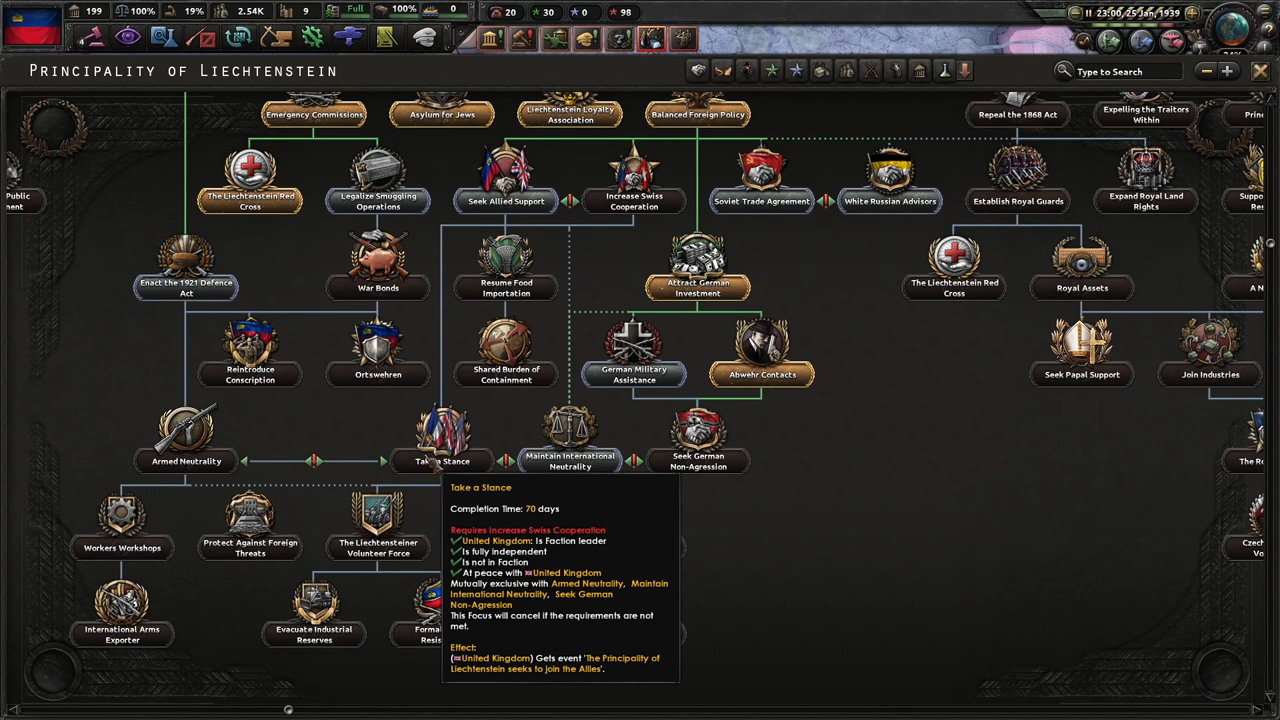 199 100% 19% 2.54K 9 Full 100% 0 20 30 0 98 23:00, 25 Jan, 1939
4
PRINCIPALITY OF LIECHTENSTEIN
Type to Search
Emergency Commissions
Asylum for Jews
Liechtenstein Loyalty
Association
Balanced Foreign Policy
Repeal the 1868 Act
Expelling the Traitors
Within
Princ
Public
ment
The Liechtenstein Red
Cross
Legalize Smuggling
Operations
Seek Allied Support
Increase Swiss
Cooperation
Soviet Trade Agreement
White Russian Advisors
Establish Royal Guards
Expand Royal Land
Rights
Enact the 1921 Defence
Act
War Bonds
Resume Food
Importation
Attract German
Investment
The Liechtenstein Red
Cross
Royal Assets
A N
Reintroduce
Conscription
Ortswehren
Shared Burden of
Containment
German Military
Assistance
Abwehr Contacts
Seek Papal Support
Join Industries
Armed Neutrality
Take a Stance
Maintain International
Neutrality
Seek German
Non-Agression
The Ro
Workers Workshops
Protect Against Foreign
Threats
The Liechtensteiner
Volunteer Force
Czech
International Arms
Exporter
Evacuate Industrial
Reserves
Forma
Resis
Take a Stance
Completion Time: 70 days
Requires Increase Swiss Cooperation
United Kingdom: Is Faction leader
Is fully independent
Is not in Faction
At peace with United Kingdom
Mutually exclusive with Armed Neutrality, Maintain
International Neutrality, Seek German
Non-Agression
This Focus will cancel if the requirements are not
met.
Effect:
(United Kingdom) Gets event 'The Principality of
Liechtenstein seeks to join the Allies'.